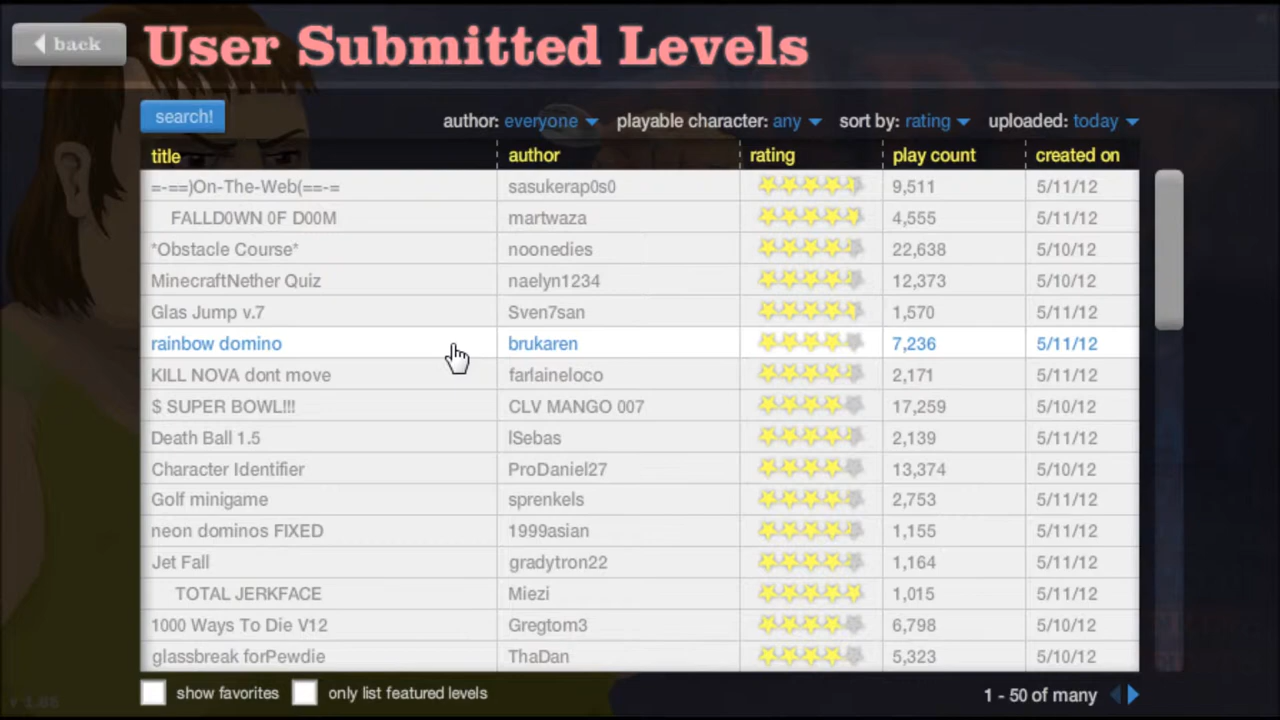 back
User Submitted Levels
search!
author: everyone playable character: any sort by: rating uploaded: today
title author rating play count created on
=-==)On-The-Web(==-= sasukerap0s0 9,511 5/11/12
FALLD0WN 0F D00M martwaza 4,555 5/11/12
*Obstacle Course* noonedies 22,638 5/10/12
MinecraftNether Quiz naelyn1234 12,373 5/10/12
Glas Jump v.7 Sven7san 1,570 5/11/12
rainbow domino brukaren 7,236 5/11/12
KILL NOVA dont move farlaineloco 2,171 5/11/12
$ SUPER BOWL!!! CLV MANGO 007 17,259 5/10/12
Death Ball 1.5 lSebas 2,139 5/11/12
Character Identifier ProDaniel27 13,374 5/10/12
Golf minigame sprenkels 2,753 5/11/12
neon dominos FIXED 1999asian 1,155 5/11/12
Jet Fall gradytron22 1,164 5/11/12
TOTAL JERKFACE Miezi 1,015 5/11/12
1000 Ways To Die V12 Gregtom3 6,798 5/10/12
glassbreak forPewdie ThaDan 5,323 5/10/12
show favorites only list featured levels 1 - 50 of many
v 1.65